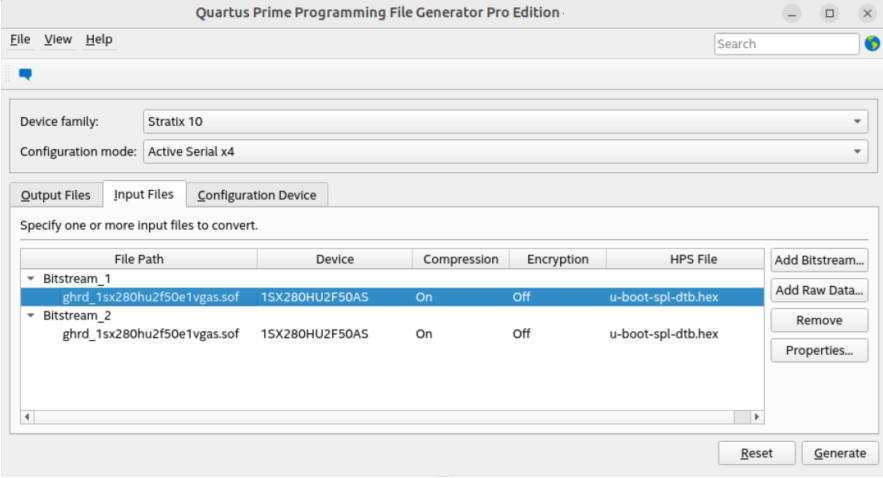 Quartus Prime Programming File Generator Pro Edition
File View Help
Search
Device family: Stratix 10
Configuration mode: Active Serial x4
Output Files Input Files Configuration Device
Specify one or more input files to convert.
File Path Device Compression Encryption HPS File
Bitstream_1
ghrd_1sx280hu2f50e1vgas.sof 1SX280HU2F50AS On Off u-boot-spl-dtb.hex
Bitstream_2
ghrd_1sx280hu2f50e1vgas.sof 1SX280HU2F50AS On Off u-boot-spl-dtb.hex
Add Bitstream...
Add Raw Data...
Remove
Properties...
Reset Generate